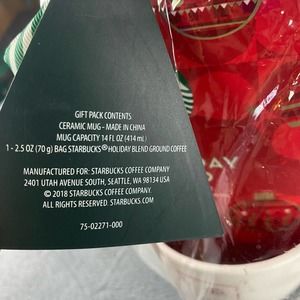 GIFT PACK CONTENTS
CERAMIC MUG - MADE IN CHINA
MUG CAPACITY 14 FL OZ (414 mL)
1 - 2.5 OZ (70 g) BAG STARBUCKS® HOLIDAY BLEND GROUND COFFEE
MANUFACTURED FOR: STARBUCKS COFFEE COMPANY
2401 UTAH AVENUE SOUTH, SEATTLE, WA 98134 USA
© 2018 STARBUCKS COFFEE COMPANY.
ALL RIGHTS RESERVED. STARBUCKS.COM
75-02271-000